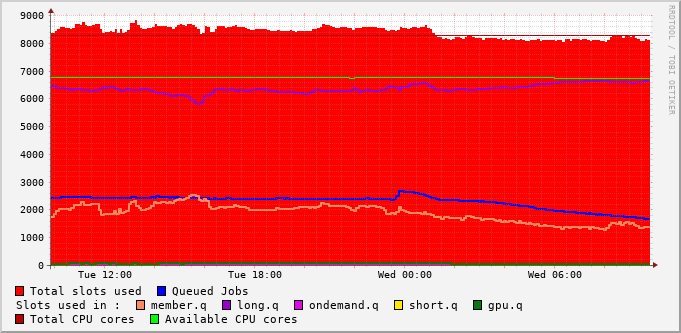 RRDTOOL / TOBI OETIKER
9000
8000
7000
6000
5000
4000
3000
2000
1000
0
Tue 12:00 Tue 18:00 Wed 00:00 Wed 06:00
Total slots used Queued Jobs
Slots used in : member.q long.q ondemand.q short.q gpu.q
Total CPU cores Available CPU cores